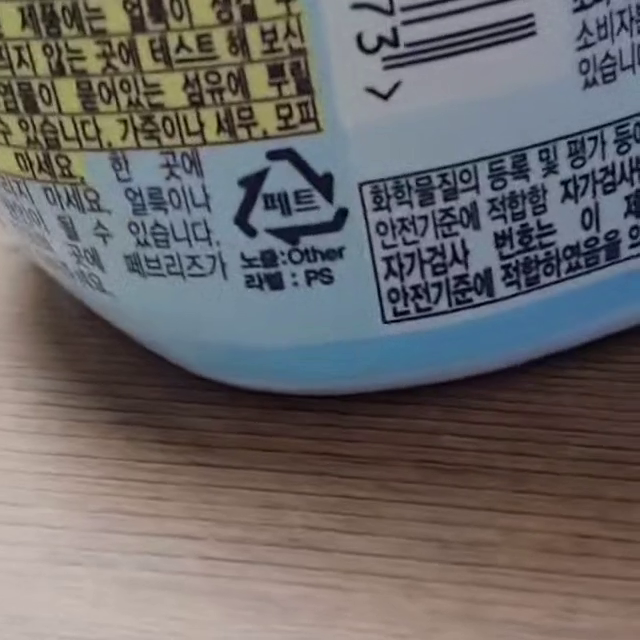 제품에는 얼룩이 생길 수
지 않는 곳에 테스트 해 보신
염물이 묻어있는 섬유에 뿌릴
수 있습니다. 가죽이나 세무, 모피
마세요. 한 곳에
마세요. 얼룩이나
될 수 있습니다.
곳에 페브리즈가
73 >
페트
노즐:Other
라벨 : PS
소비자
있습니
화학물질의 등록 및 평가 등에
안전기준에 적합함 자가검사
자가검사 번호는 이 제
안전기준에 적합하였음을